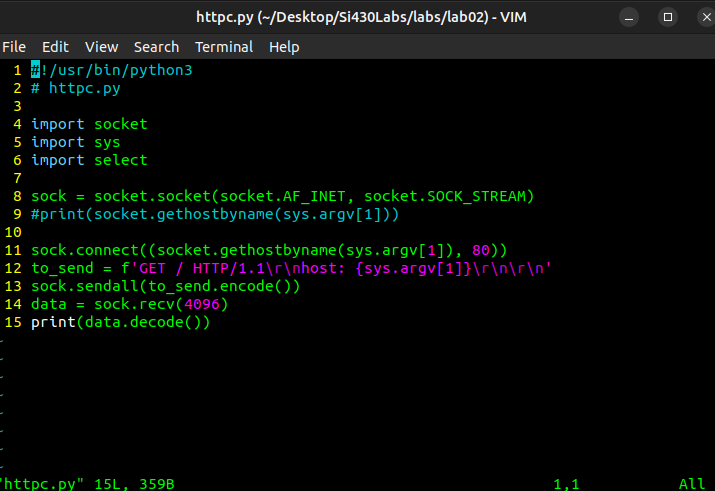 httpc.py (~/Desktop/Si430Labs/labs/lab02) - VIM
File Edit View Search Terminal Help
1 #!/usr/bin/python3
2 # httpc.py
3
4 import socket
5 import sys
6 import select
7
8 sock = socket.socket(socket.AF_INET, socket.SOCK_STREAM)
9 #print(socket.gethostbyname(sys.argv[1]))
10
11 sock.connect((socket.gethostbyname(sys.argv[1]), 80))
12 to_send = f'GET / HTTP/1.1\r\nhost: {sys.argv[1]}\r\n\r\n'
13 sock.sendall(to_send.encode())
14 data = sock.recv(4096)
15 print(data.decode())
~
~
~
~
~
~
~
~
"httpc.py" 15L, 359B 1,1 All